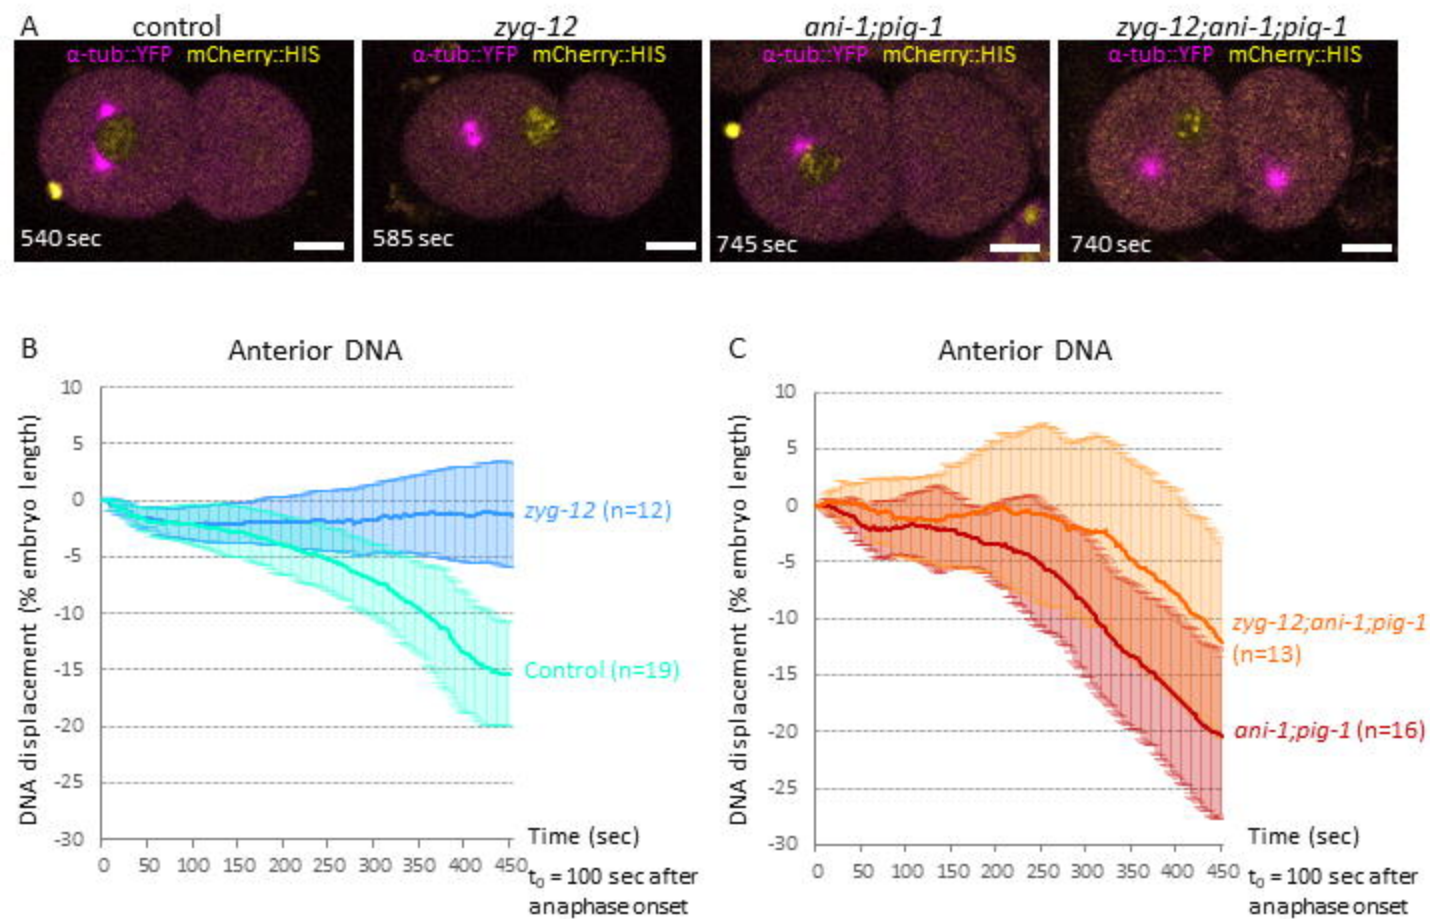 A
control
zyg-12
ani-1;pig-1
zyg-12;ani-1;pig-1
α-tub::YFP mCherry::HIS
α-tub::YFP mCherry::HIS
α-tub::YFP mCherry::HIS
α-tub::YFP mCherry::HIS
540 sec
585 sec
745 sec
740 sec
B
Anterior DNA
DNA displacement (% embryo length)
10
5
0
-5
-10
-15
-20
-25
-30
zyg-12 (n=12)
Control (n=19)
0 50 100 150 200 250 300 350 400 450
Time (sec)
t₀ = 100 sec after
anaphase onset
C
Anterior DNA
DNA displacement (% embryo length)
10
5
0
-5
-10
-15
-20
-25
-30
zyg-12;ani-1;pig-1
(n=13)
ani-1;pig-1 (n=16)
0 50 100 150 200 250 300 350 400 450
Time (sec)
t₀ = 100 sec after
anaphase onset